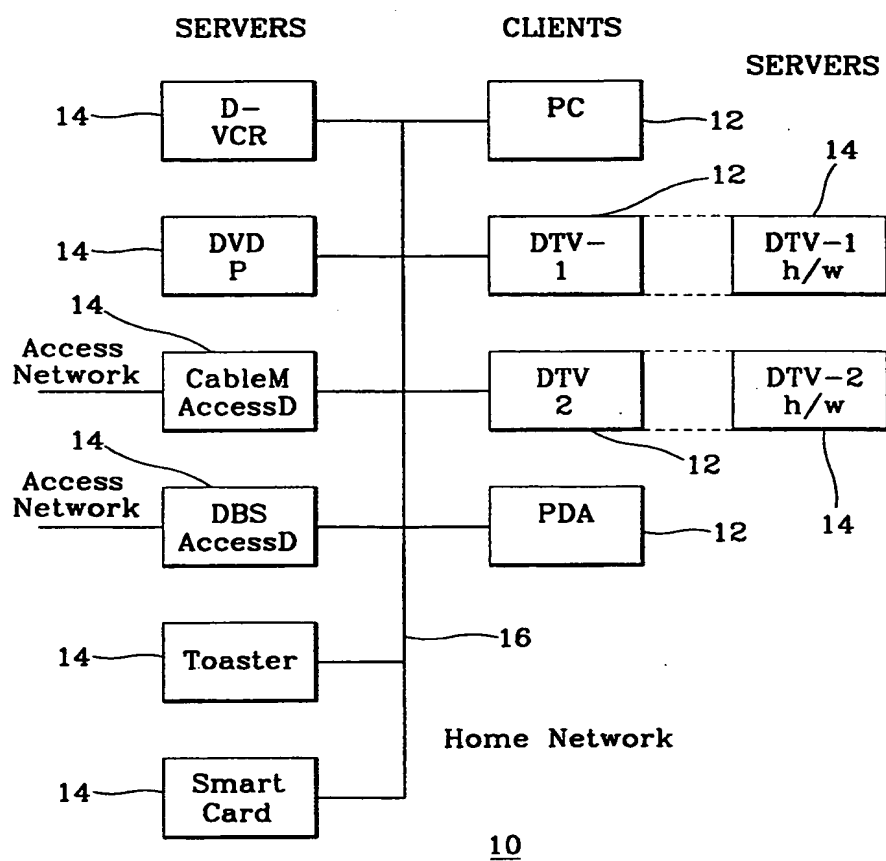 SERVERS
CLIENTS
SERVERS
14
D-
VCR
PC
12
14
DVD
P
12
DTV-
1
14
DTV-1
h/w
Access
Network
14
CableM
AccessD
DTV
2
12
DTV-2
h/w
14
Access
Network
14
DBS
AccessD
PDA
12
14
Toaster
16
Home Network
14
Smart
Card
10